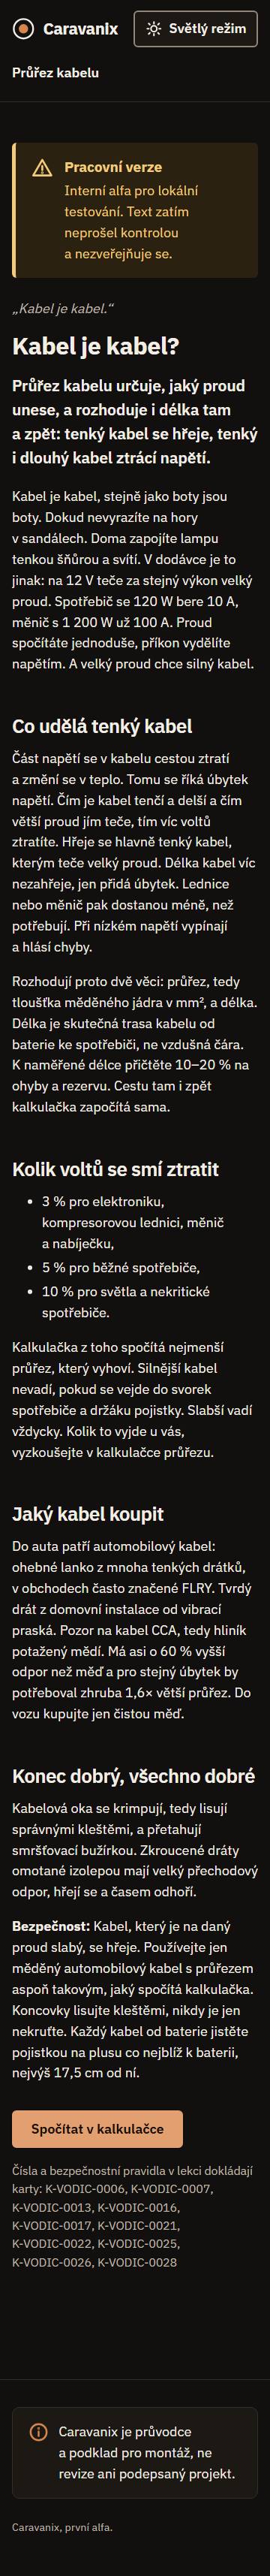 Caravanix
Světlý režim
Průřez kabelu
Pracovní verze
Interní alfa pro lokální
testování. Text zatím
neprošel kontrolou
a nezveřejňuje se.
„Kabel je kabel.“
Kabel je kabel?
Průřez kabelu určuje, jaký proud
unese, a rozhoduje i délka tam
a zpět: tenký kabel se hřeje, tenký
i dlouhý kabel ztrácí napětí.
Kabel je kabel, stejně jako boty jsou
boty. Dokud nevyrazíte na hory
v sandálech. Doma zapojíte lampu
tenkou šňůrou a svítí. V dodávce je to
jinak: na 12 V teče za stejný výkon velký
proud. Spotřebič se 120 W bere 10 A,
měnič s 1 200 W už 100 A. Proud
spočítáte jednoduše, příkon vydělíte
napětím. A velký proud chce silný kabel.
Co udělá tenký kabel
Část napětí se v kabelu cestou ztratí
a změní se v teplo. Tomu se říká úbytek
napětí. Čím je kabel tenčí a delší a čím
větší proud jím teče, tím víc voltů
ztratíte. Hřeje se hlavně tenký kabel,
kterým teče velký proud. Délka kabel víc
nezahřeje, jen přidá úbytek. Lednice
nebo měnič pak dostanou méně, než
potřebují. Při nízkém napětí vypínají
a hlásí chyby.
Rozhodují proto dvě věci: průřez, tedy
tloušťka měděného jádra v mm², a délka.
Délka je skutečná trasa kabelu od
baterie ke spotřebiči, ne vzdušná čára.
K naměřené délce přičtěte 10–20 % na
ohyby a rezervu. Cestu tam i zpět
kalkulačka započítá sama.
Kolik voltů se smí ztratit
• 3 % pro elektroniku,
kompresorovou lednici, měnič
a nabíječku,
• 5 % pro běžné spotřebiče,
• 10 % pro světla a nekritické
spotřebiče.
Kalkulačka z toho spočítá nejmenší
průřez, který vyhoví. Silnější kabel
nevadí, pokud se vejde do svorek
spotřebiče a držáku pojistky. Slabší vadí
vždycky. Kolik to vyjde u vás,
vyzkoušejte v kalkulačce průřezu.
Jaký kabel koupit
Do auta patří automobilový kabel:
ohebné lanko z mnoha tenkých drátků,
v obchodech často značené FLRY. Tvrdý
drát z domovní instalace od vibrací
praská. Pozor na kabel CCA, tedy hliník
potažený mědí. Má asi o 60 % vyšší
odpor než měď a pro stejný úbytek by
potřeboval zhruba 1,6× větší průřez. Do
vozu kupujte jen čistou měď.
Konec dobrý, všechno dobré
Kabelová oka se krimpují, tedy lisují
správnými kleštěmi, a přetahují
smršťovací bužírkou. Zkroucené dráty
omotané izolepou mají velký přechodový
odpor, hřejí se a časem odhoří.
Bezpečnost: Kabel, který je na daný
proud slabý, se hřeje. Používejte jen
měděný automobilový kabel s průřezem
aspoň takovým, jaký spočítá kalkulačka.
Koncovky lisujte kleštěmi, nikdy je jen
nekruťte. Každý kabel od baterie jistěte
pojistkou na plusu co nejblíž k baterii,
nejvýš 17,5 cm od ní.
Spočítat v kalkulačce
Čísla a bezpečnostní pravidla v lekci dokládají
karty: K-VODIC-0006, K-VODIC-0007,
K-VODIC-0013, K-VODIC-0016,
K-VODIC-0017, K-VODIC-0021,
K-VODIC-0022, K-VODIC-0025,
K-VODIC-0026, K-VODIC-0028
Caravanix je průvodce
a podklad pro montáž, ne
revize ani podepsaný projekt.
Caravanix, první alfa.